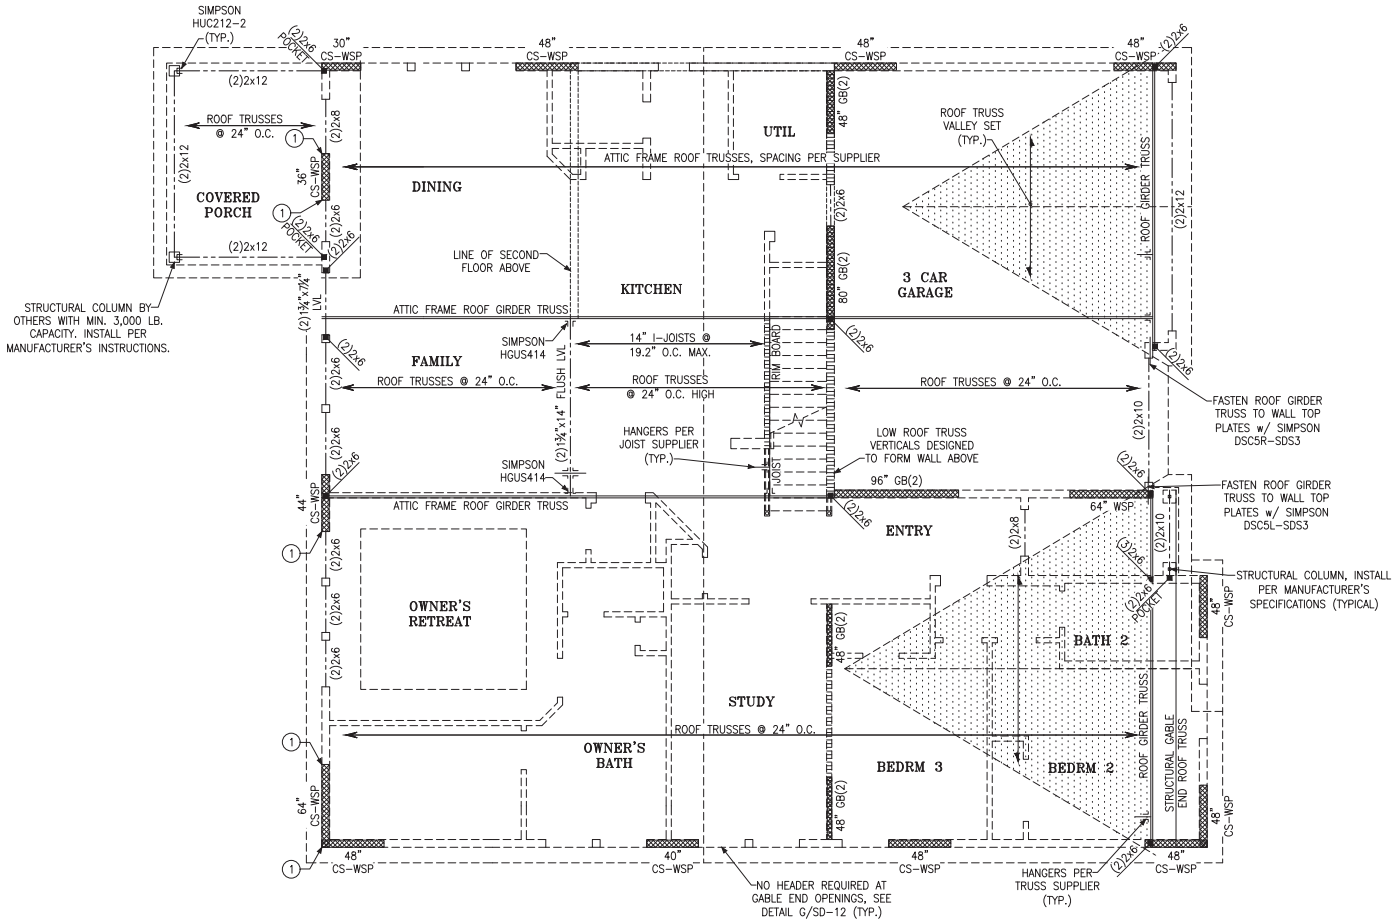 SIMPSON
HUC212-2
(TYP.)
(2)2x6
POCKET
30"
CS-WSP
48"
CS-WSP
48"
CS-WSP
48"
CS-WSP
(2)2x6
(2)2x12
ROOF TRUSSES
@ 24" O.C.
(2)2x8
1
(2)2x12
36"
CS-WSP
COVERED
PORCH
1
(2)2x6
(2)2x6
POCKET
(2)2x6
(2)2x12
DINING
UTIL
48" GB(2)
ATTIC FRAME ROOF TRUSSES, SPACING PER SUPPLIER
(2)2x6
ROOF TRUSS
VALLEY SET
(TYP.)
ROOF GIRDER TRUSS
(2)2x12
LINE OF SECOND
FLOOR ABOVE
KITCHEN
80" GB(2)
3 CAR
GARAGE
STRUCTURAL COLUMN BY
OTHERS WITH MIN. 3,000 LB.
CAPACITY. INSTALL PER
MANUFACTURER'S INSTRUCTIONS.
(2)1¾"x7¼"
LVL
ATTIC FRAME ROOF GIRDER TRUSS
SIMPSON
HGUS414
14" I-JOISTS @
19.2" O.C. MAX.
RIM BOARD
(2)2x6
(2)2x6
FAMILY
(2)2x6
ROOF TRUSSES @ 24" O.C.
(2)1¾"x14" FLUSH LVL
ROOF TRUSSES
@ 24" O.C. HIGH
ROOF TRUSSES @ 24" O.C.
(2)2x6
FASTEN ROOF GIRDER
TRUSS TO WALL TOP
PLATES w/ SIMPSON
DSC5R-SDS3
(2)2x10
(2)2x6
HANGERS PER
JOIST SUPPLIER
(TYP.)
JOIST
LOW ROOF TRUSS
VERTICALS DESIGNED
TO FORM WALL ABOVE
(2)2x6
SIMPSON
HGUS414
96" GB(2)
(2)2x6
FASTEN ROOF GIRDER
TRUSS TO WALL TOP
PLATES w/ SIMPSON
DSC5L-SDS3
44"
CS-WSP
ATTIC FRAME ROOF GIRDER TRUSS
(2)2x6
64" WSP
ENTRY
(2)2x8
(2)2x10
1
(2)2x6
(3)2x6
STRUCTURAL COLUMN, INSTALL
PER MANUFACTURER'S
SPECIFICATIONS (TYPICAL)
(2)2x6
POCKET
48"
CS-WSP
OWNER'S
RETREAT
(2)2x6
48" GB(2)
BATH 2
(2)2x6
STUDY
ROOF TRUSSES @ 24" O.C.
ROOF GIRDER TRUSS
STRUCTURAL GABLE
END ROOF TRUSS
1
OWNER'S
BATH
BEDRM 3
BEDRM 2
64"
CS-WSP
48" GB(2)
48"
CS-WSP
1
48"
CS-WSP
40"
CS-WSP
48"
CS-WSP
(2)2x6
48"
CS-WSP
NO HEADER REQUIRED AT
GABLE END OPENINGS, SEE
DETAIL G/SD-12 (TYP.)
HANGERS PER
TRUSS SUPPLIER
(TYP.)